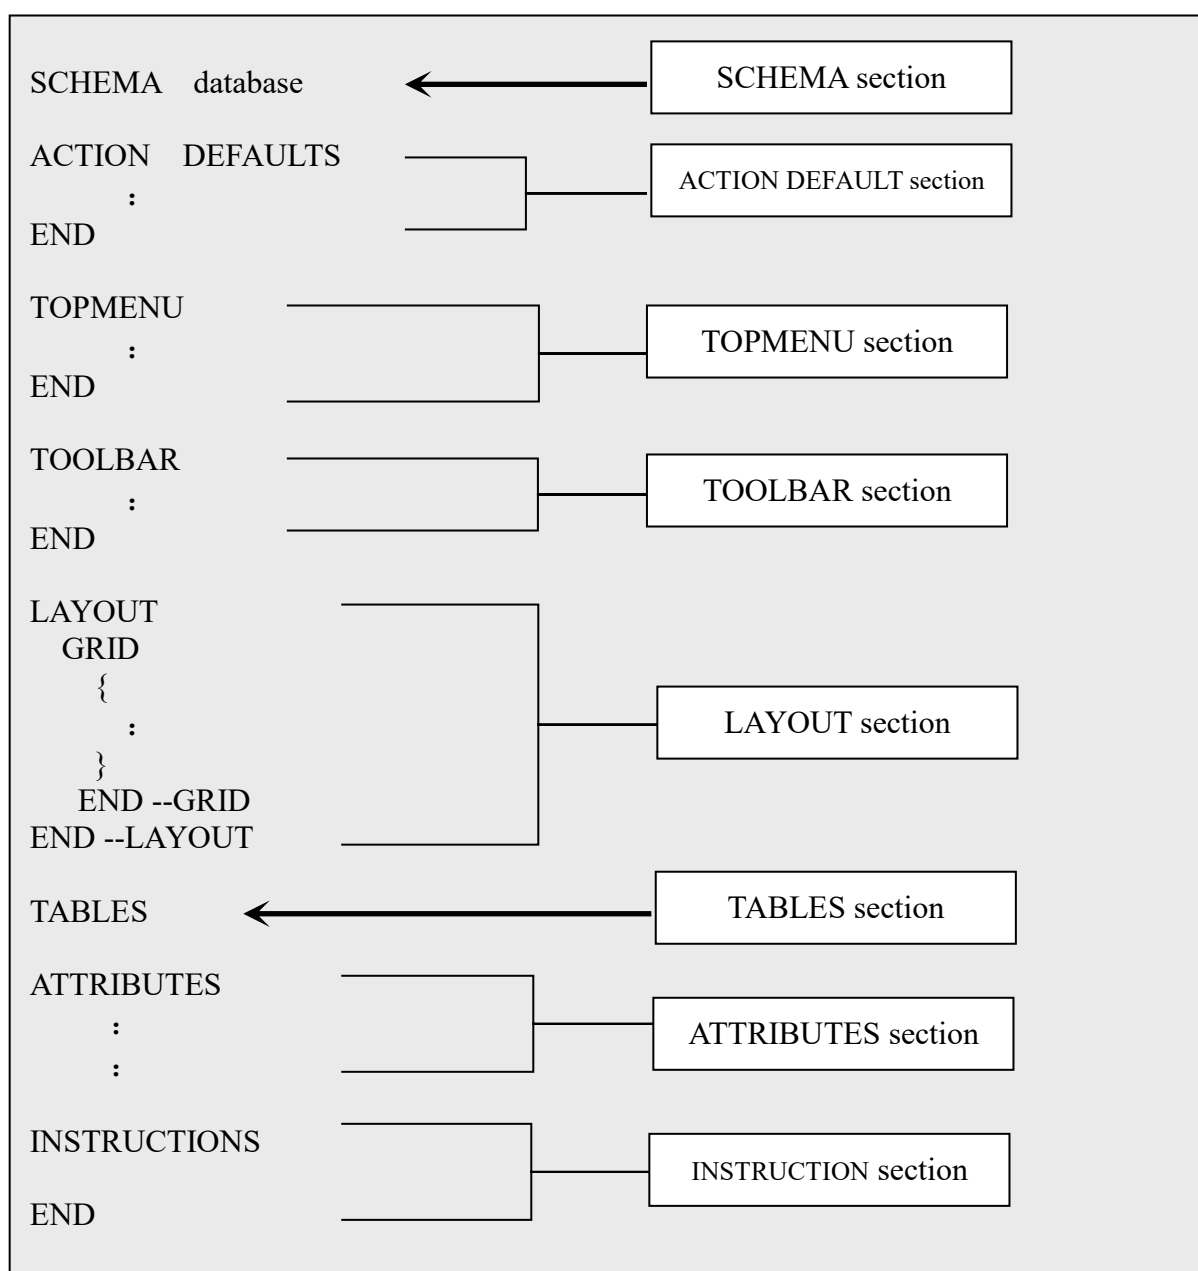 SCHEMA database
SCHEMA section
ACTION DEFAULTS
:
END
ACTION DEFAULT section
TOPMENU
:
END
TOPMENU section
TOOLBAR
:
END
TOOLBAR section
LAYOUT
GRID
{
:
}
END --GRID
END --LAYOUT
LAYOUT section
TABLES
TABLES section
ATTRIBUTES
:
:
ATTRIBUTES section
INSTRUCTIONS
END
INSTRUCTION section